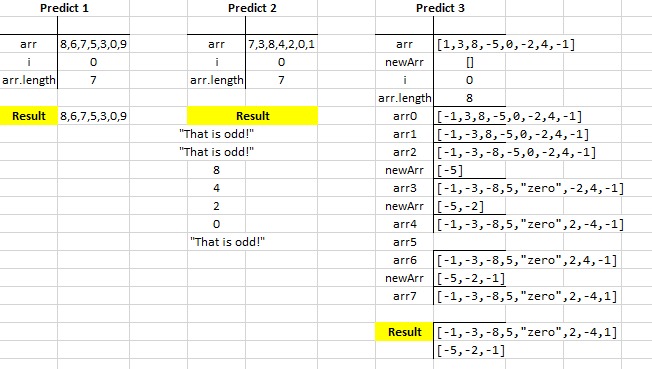 Predict 1
arr 8,6,7,5,3,0,9
i 0
arr.length 7
Result 8,6,7,5,3,0,9
Predict 2
arr 7,3,8,4,2,0,1
i 0
arr.length 7
Result
"That is odd!"
"That is odd!"
8
4
2
0
"That is odd!"
Predict 3
arr [1,3,8,-5,0,-2,4,-1]
newArr []
i 0
arr.length 8
arr0 [-1,3,8,-5,0,-2,4,-1]
arr1 [-1,-3,8,-5,0,-2,4,-1]
arr2 [-1,-3,-8,-5,0,-2,4,-1]
newArr [-5]
arr3 [-1,-3,-8,5,"zero",-2,4,-1]
newArr [-5,-2]
arr4 [-1,-3,-8,5,"zero",2,-4,-1]
arr5
arr6 [-1,-3,-8,5,"zero",2,4,-1]
newArr [-5,-2,-1]
arr7 [-1,-3,-8,5,"zero",2,-4,1]
Result [-1,-3,-8,5,"zero",2,-4,1]
[-5,-2,-1]